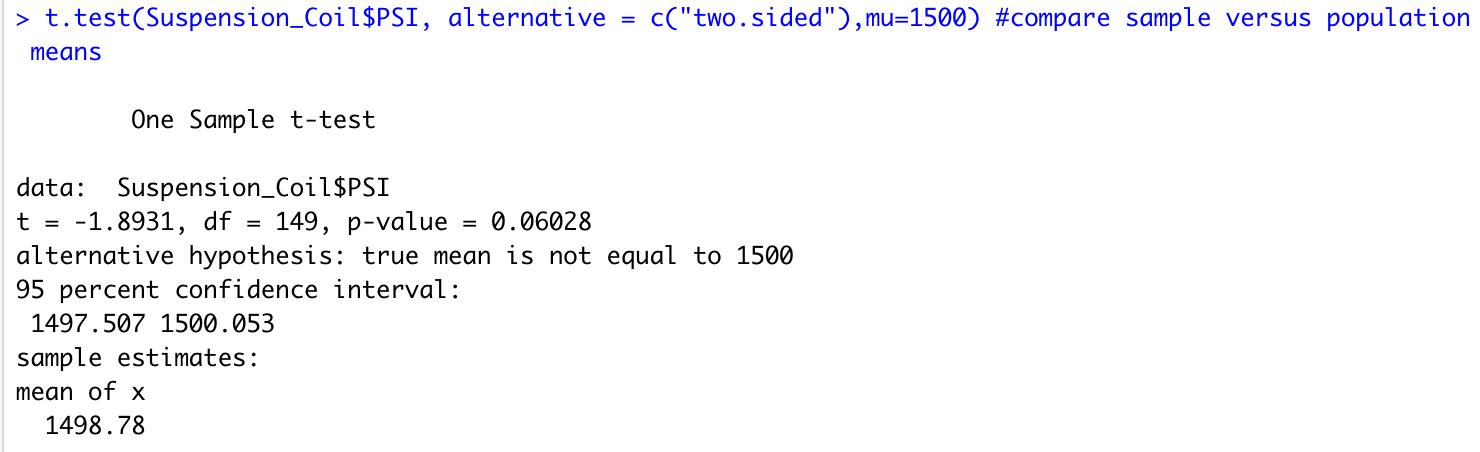 > t.test(Suspension_Coil$PSI, alternative = c("two.sided"),mu=1500) #compare sample versus population
means
One Sample t-test
data:  Suspension_Coil$PSI
t = -1.8931, df = 149, p-value = 0.06028
alternative hypothesis: true mean is not equal to 1500
95 percent confidence interval:
1497.507 1500.053
sample estimates:
mean of x
1498.78